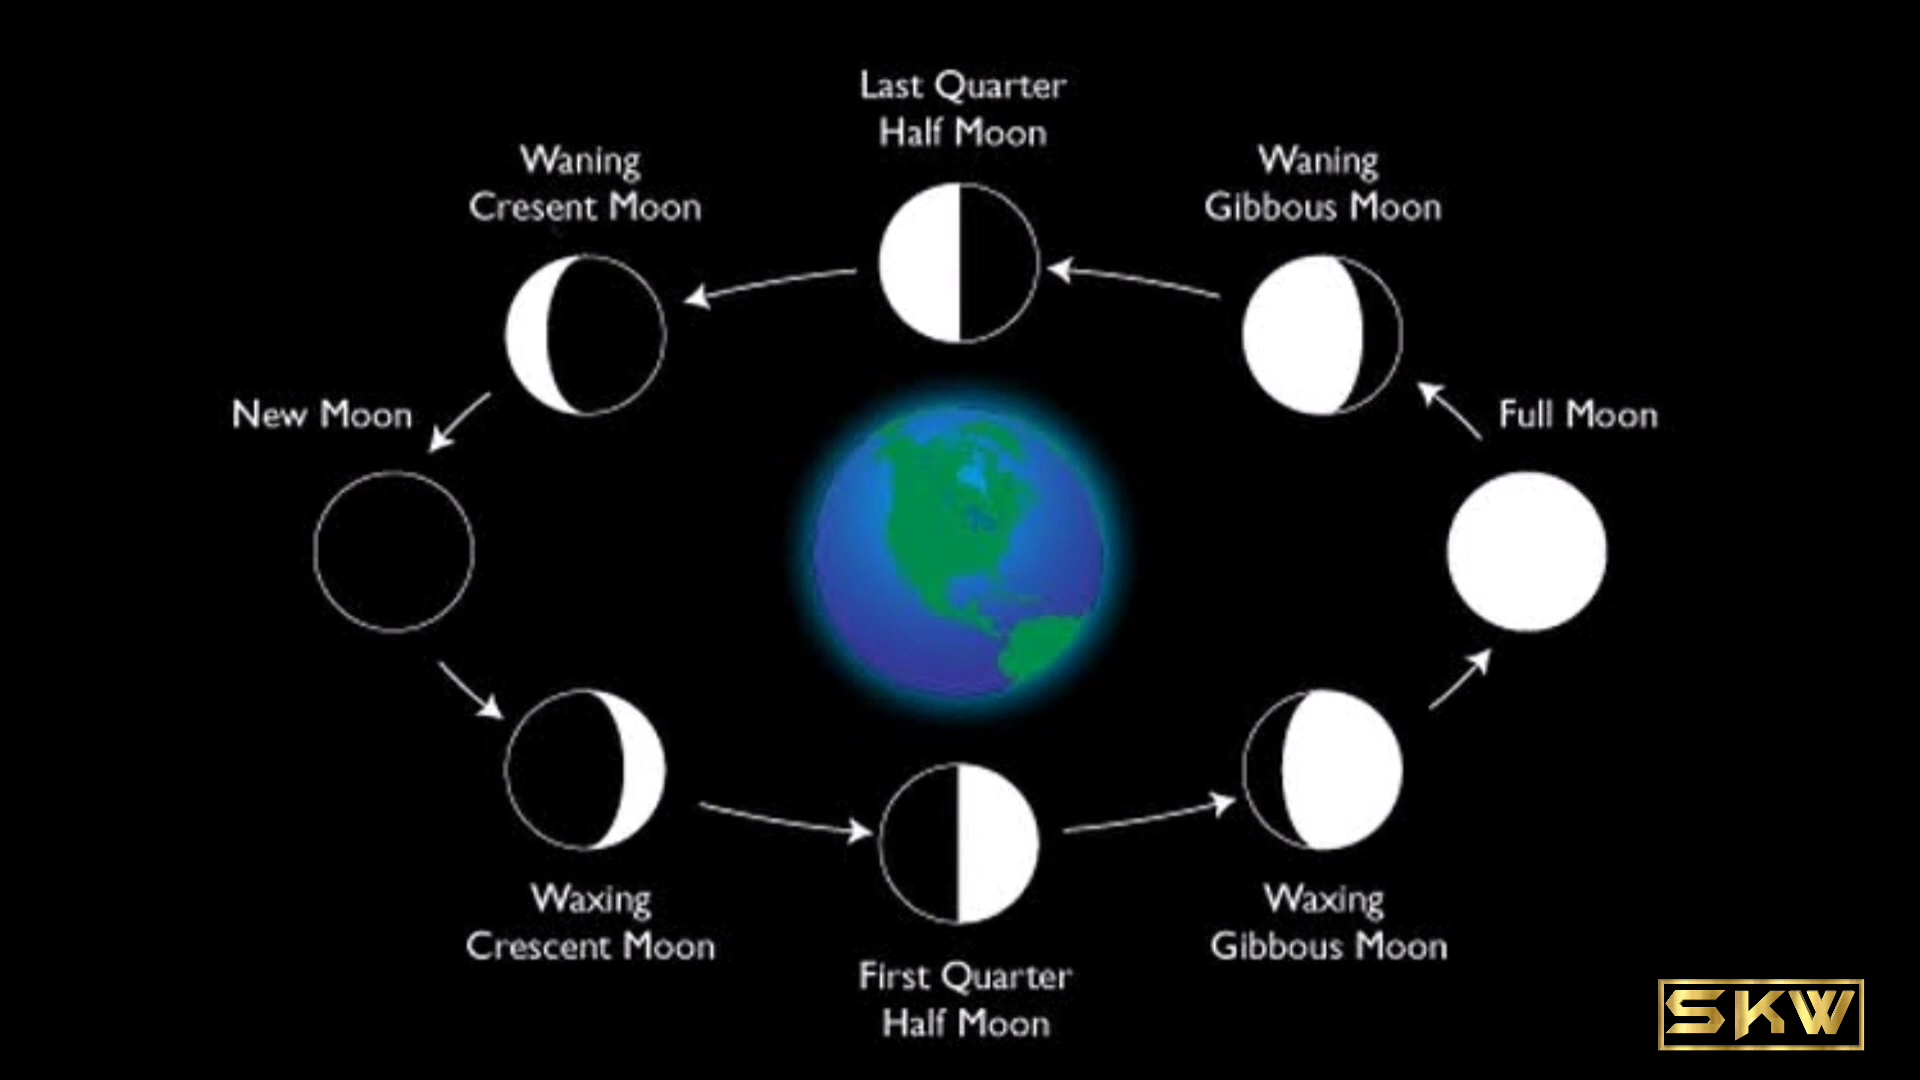 Last Quarter
Half Moon
Waning
Cresent Moon
Waning
Gibbous Moon
New Moon
Full Moon
Waxing
Crescent Moon
First Quarter
Half Moon
Waxing
Gibbous Moon
SKW